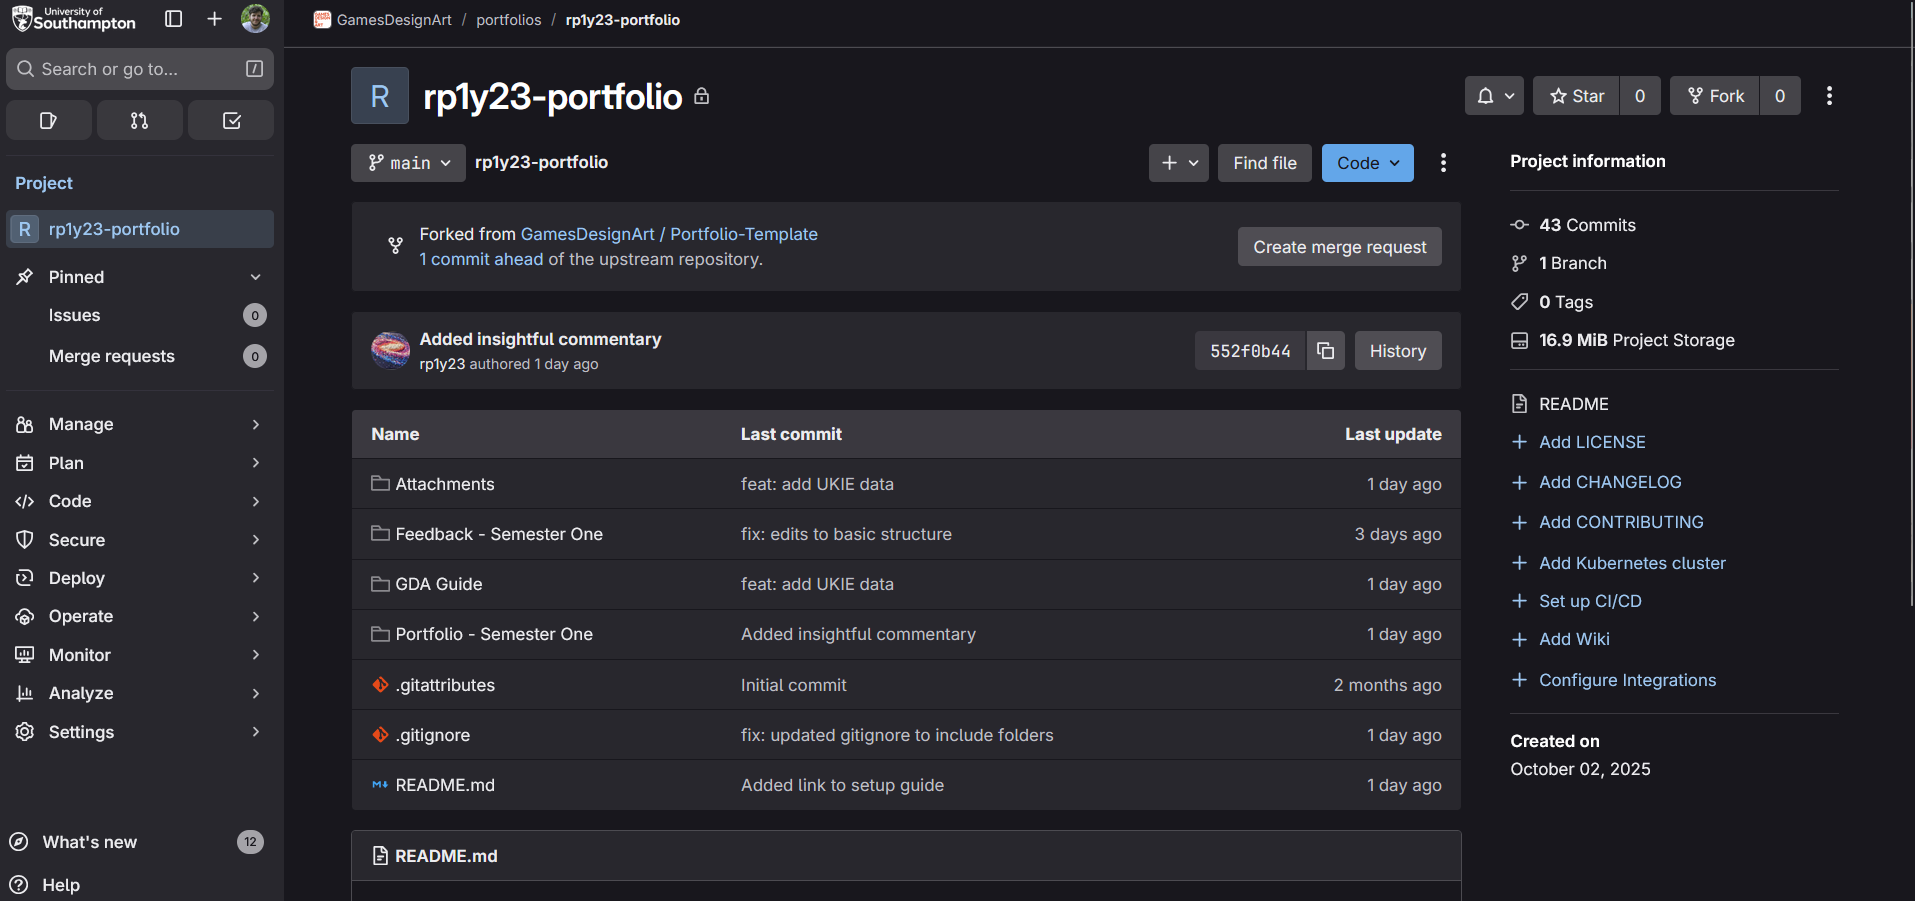 University of
Southampton
Search or go to...
/
Project
R
rp1y23-portfolio
Pinned
Issues
0
Merge requests
0
Manage
Plan
Code
Secure
Deploy
Operate
Monitor
Analyze
Settings
What's new
12
Help
GamesDesignArt / portfolios / rp1y23-portfolio
R
rp1y23-portfolio
Star
0
Fork
0
main
rp1y23-portfolio
Find file
Code
Forked from GamesDesignArt / Portfolio-Template
1 commit ahead of the upstream repository.
Create merge request
Added insightful commentary
rp1y23 authored 1 day ago
552f0b44
History
Name Last commit Last update
Attachments feat: add UKIE data 1 day ago
Feedback - Semester One fix: edits to basic structure 3 days ago
GDA Guide feat: add UKIE data 1 day ago
Portfolio - Semester One Added insightful commentary 1 day ago
.gitattributes Initial commit 2 months ago
.gitignore fix: updated gitignore to include folders 1 day ago
README.md Added link to setup guide 1 day ago
README.md
Project information
43 Commits
1 Branch
0 Tags
16.9 MiB Project Storage
README
Add LICENSE
Add CHANGELOG
Add CONTRIBUTING
Add Kubernetes cluster
Set up CI/CD
Add Wiki
Configure Integrations
Created on
October 02, 2025